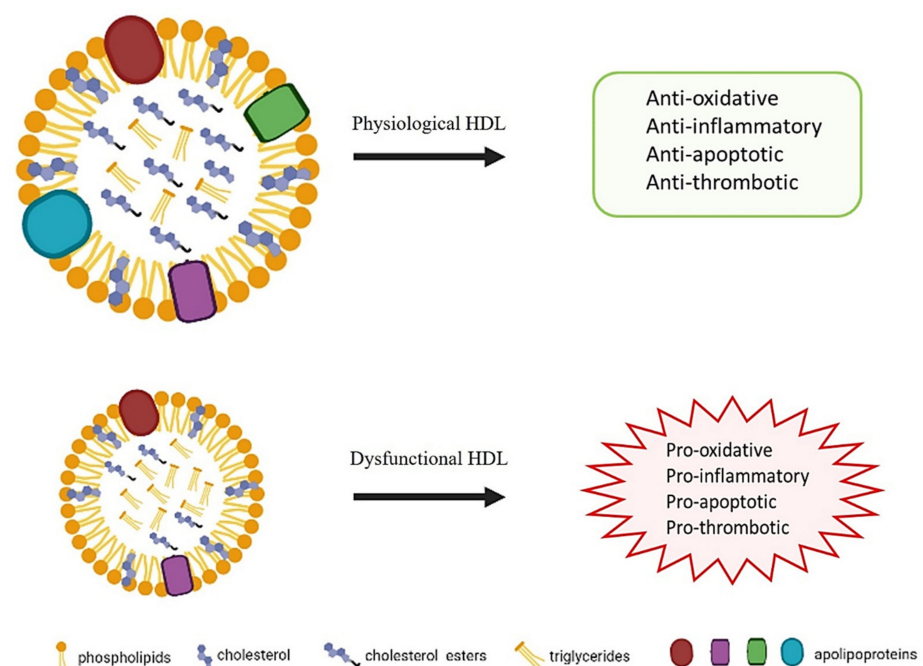 Physiological HDL
Anti-oxidative
Anti-inflammatory
Anti-apoptotic
Anti-thrombotic
Dysfunctional HDL
Pro-oxidative
Pro-inflammatory
Pro-apoptotic
Pro-thrombotic
phospholipids
cholesterol
cholesterol esters
triglycerides
apolipoproteins